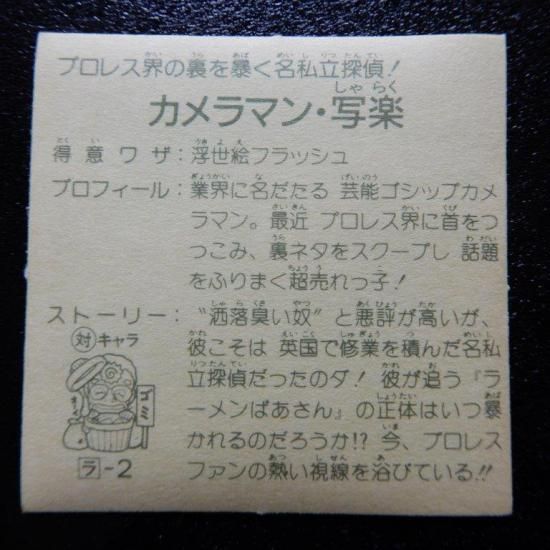 プロレス界の裏を暴く名私立探偵!
カメラマン・写楽
得意ワザ:浮世絵フラッシュ
プロフィール:業界に名だたる 芸能ゴシップカメ
ラマン。最近 プロレス界に首をつ
っこみ、裏ネタをスクープし 話題
をふりまく超売れっ子!
ストーリー:"洒落臭い奴"と悪評が高いが、
彼こそは 英国で修業を積んだ名私
立探偵だったのダ! 彼が追う『ラ
ーメンばあさん』の正体はいつ暴
かれるのだろうか!? 今、プロレス
ファンの熱い視線を浴びている!!
対キャラ
ゴミ
ラ-2